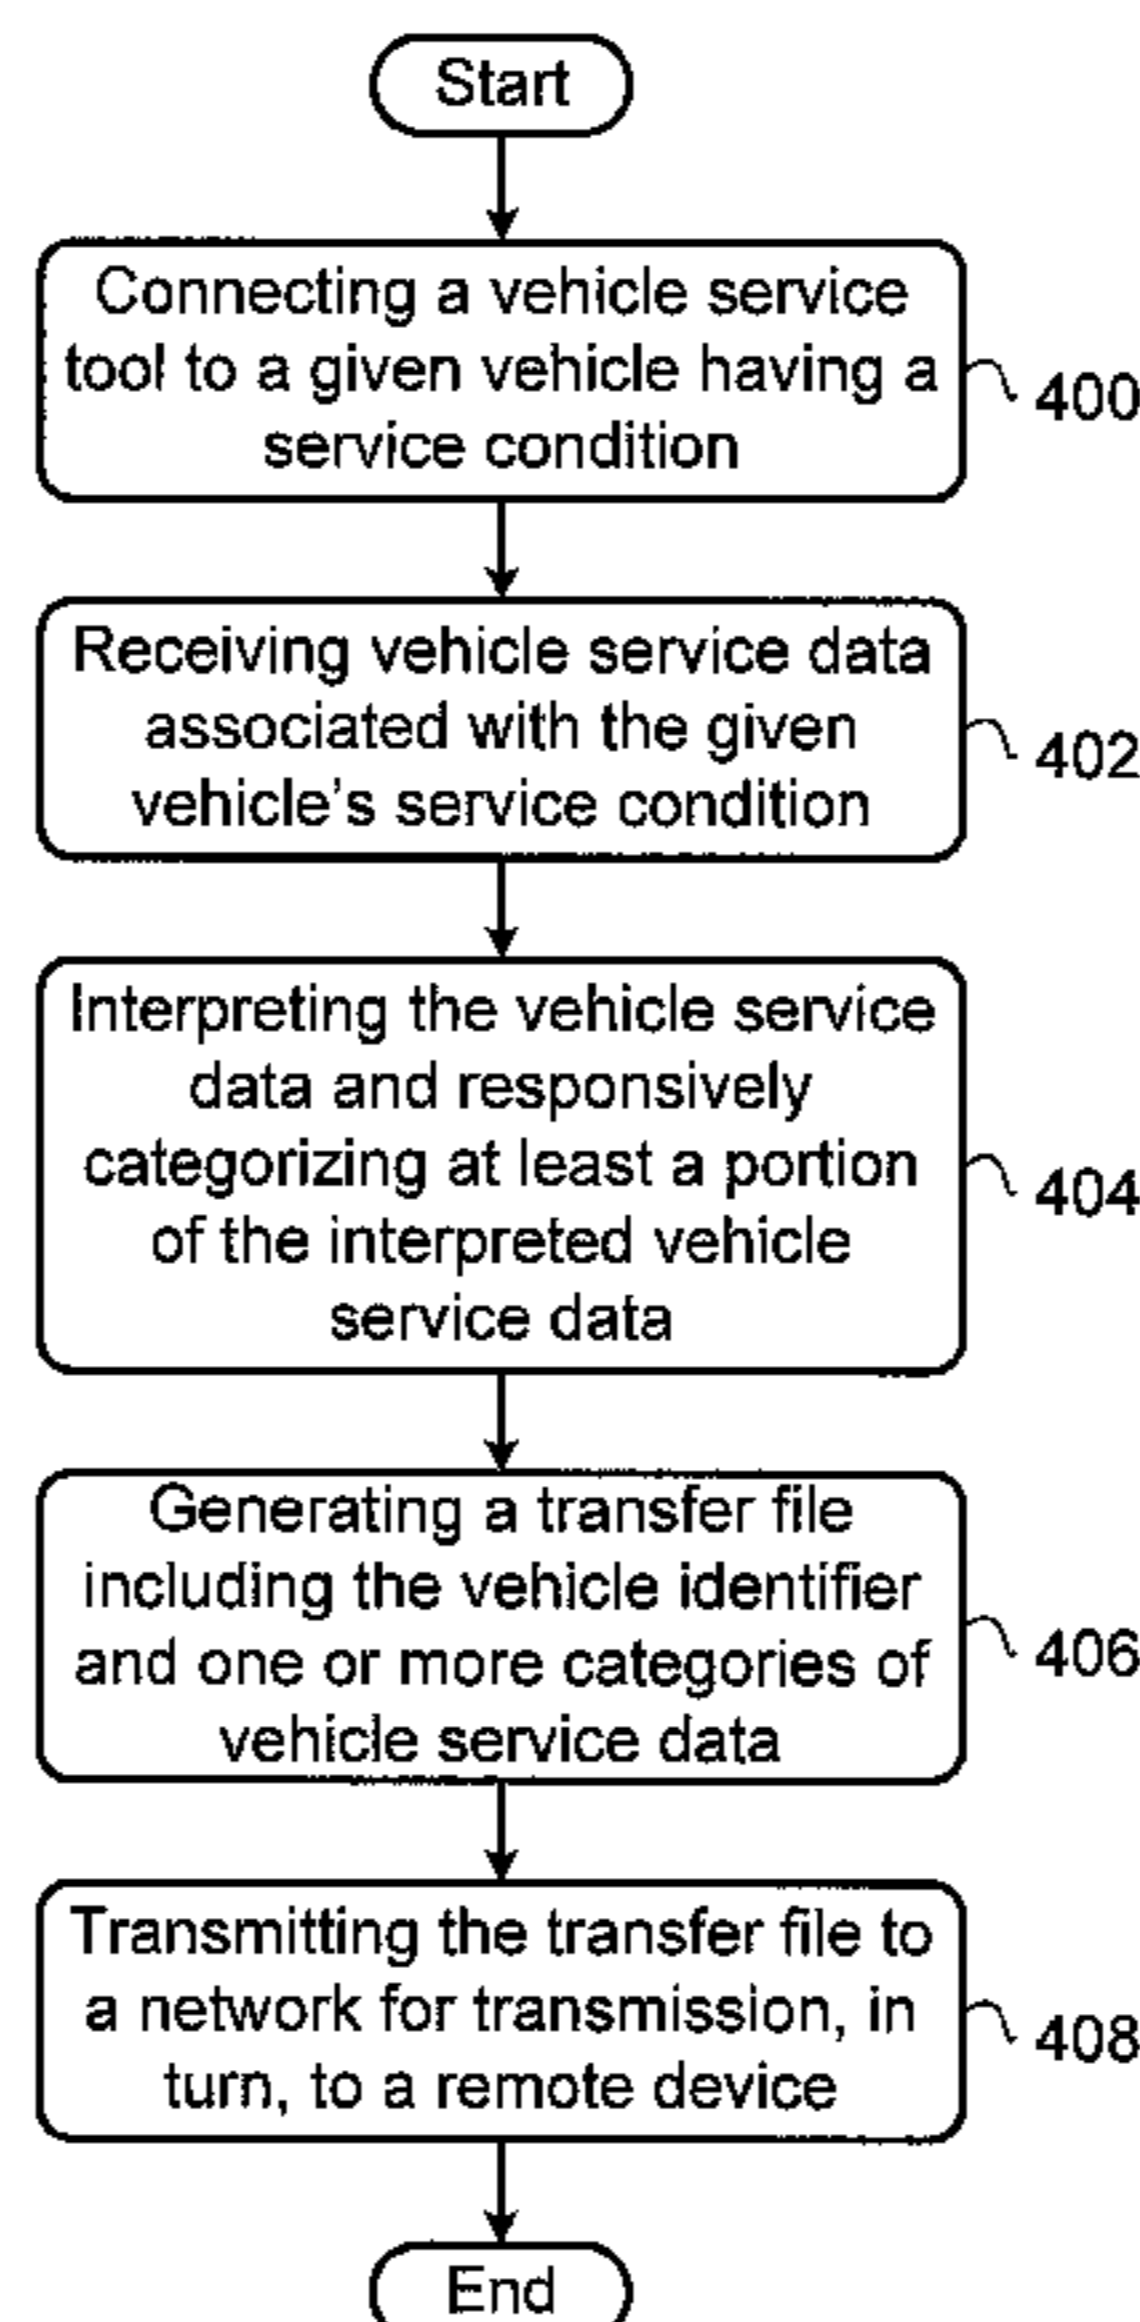 Start
Connecting a vehicle service
tool to a given vehicle having a
service condition
400
Receiving vehicle service data
associated with the given
vehicle's service condition
402
Interpreting the vehicle service
data and responsively
categorizing at least a portion
of the interpreted vehicle
service data
404
Generating a transfer file
including the vehicle identifier
and one or more categories of
vehicle service data
406
Transmitting the transfer file to
a network for transmission, in
turn, to a remote device
408
End